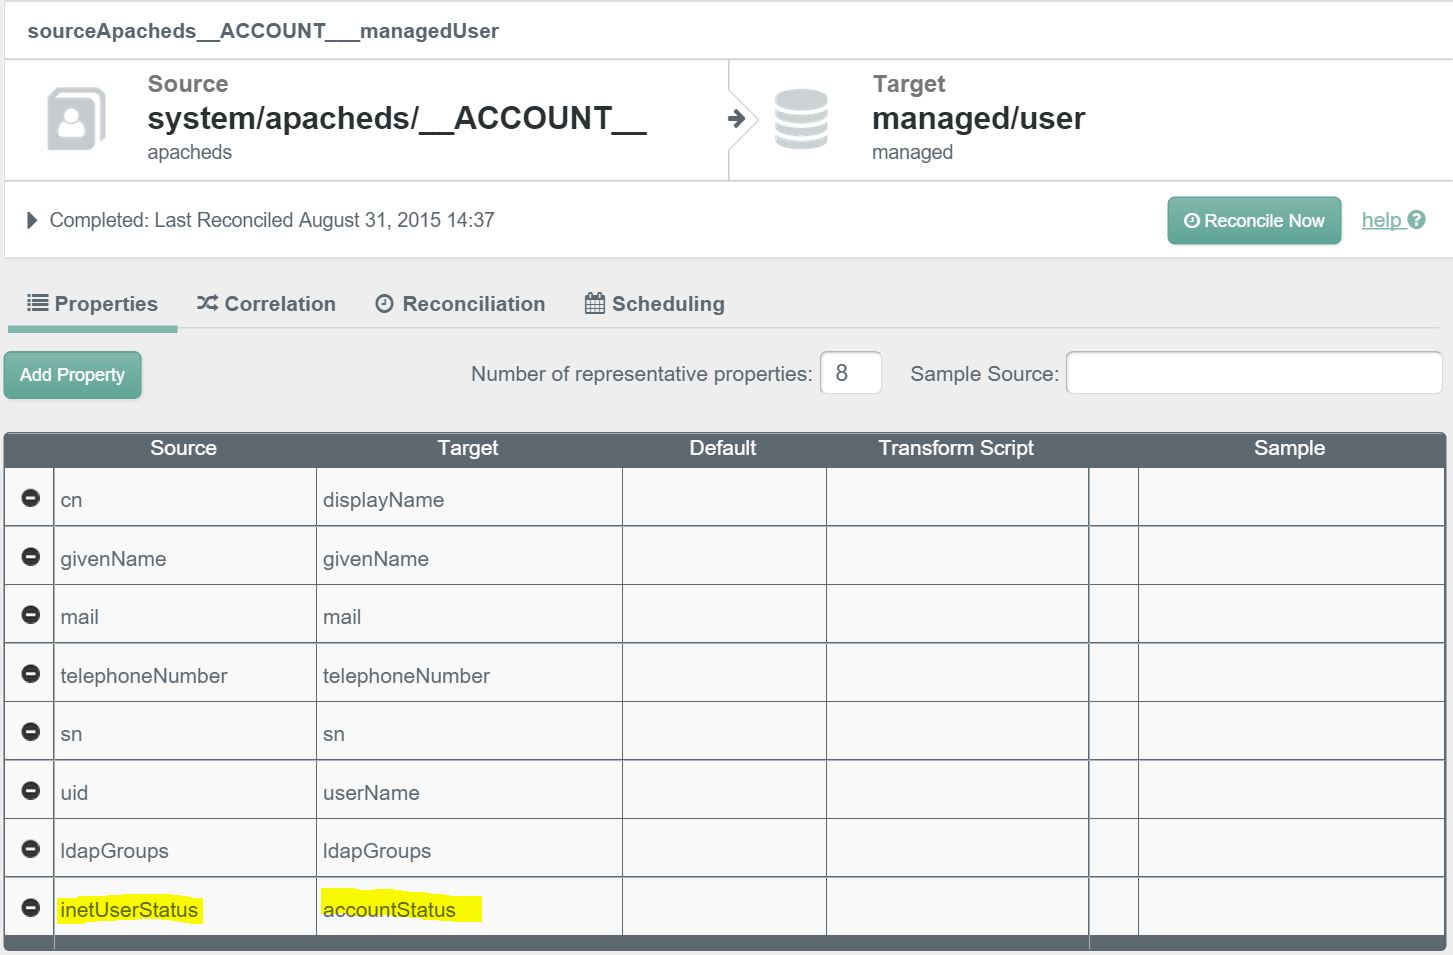 sourceApacheds__ACCOUNT___managedUser
Source
system/apacheds/__ACCOUNT__
apacheds
Target
managed/user
managed
Completed: Last Reconciled August 31, 2015 14:37
Reconcile Now
help
Properties
Correlation
Reconciliation
Scheduling
Add Property
Number of representative properties: 8
Sample Source:
Source Target Default Transform Script Sample
cn displayName
givenName givenName
mail mail
telephoneNumber telephoneNumber
sn sn
uid userName
ldapGroups ldapGroups
inetUserStatus accountStatus